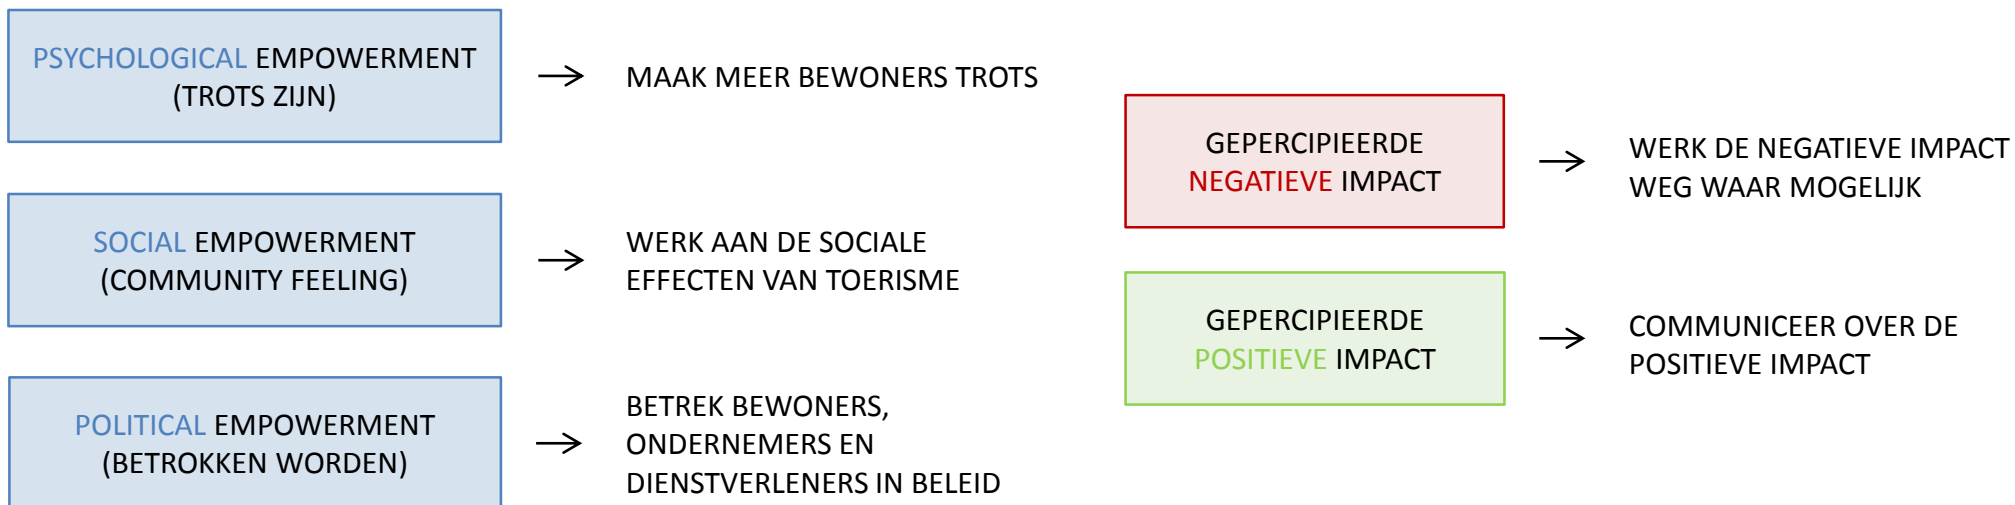 PSYCHOLOGICAL EMPOWERMENT
(TROTS ZIJN)
MAAK MEER BEWONERS TROTS
SOCIAL EMPOWERMENT
(COMMUNITY FEELING)
WERK AAN DE SOCIALE
EFFECTEN VAN TOERISME
POLITICAL EMPOWERMENT
(BETROKKEN WORDEN)
BETREK BEWONERS,
ONDERNEMERS EN
DIENSTVERLENERS IN BELEID
GEPERCIPIEERDE
NEGATIEVE IMPACT
WERK DE NEGATIEVE IMPACT
WEG WAAR MOGELIJK
GEPERCIPIEERDE
POSITIEVE IMPACT
COMMUNICEER OVER DE
POSITIEVE IMPACT